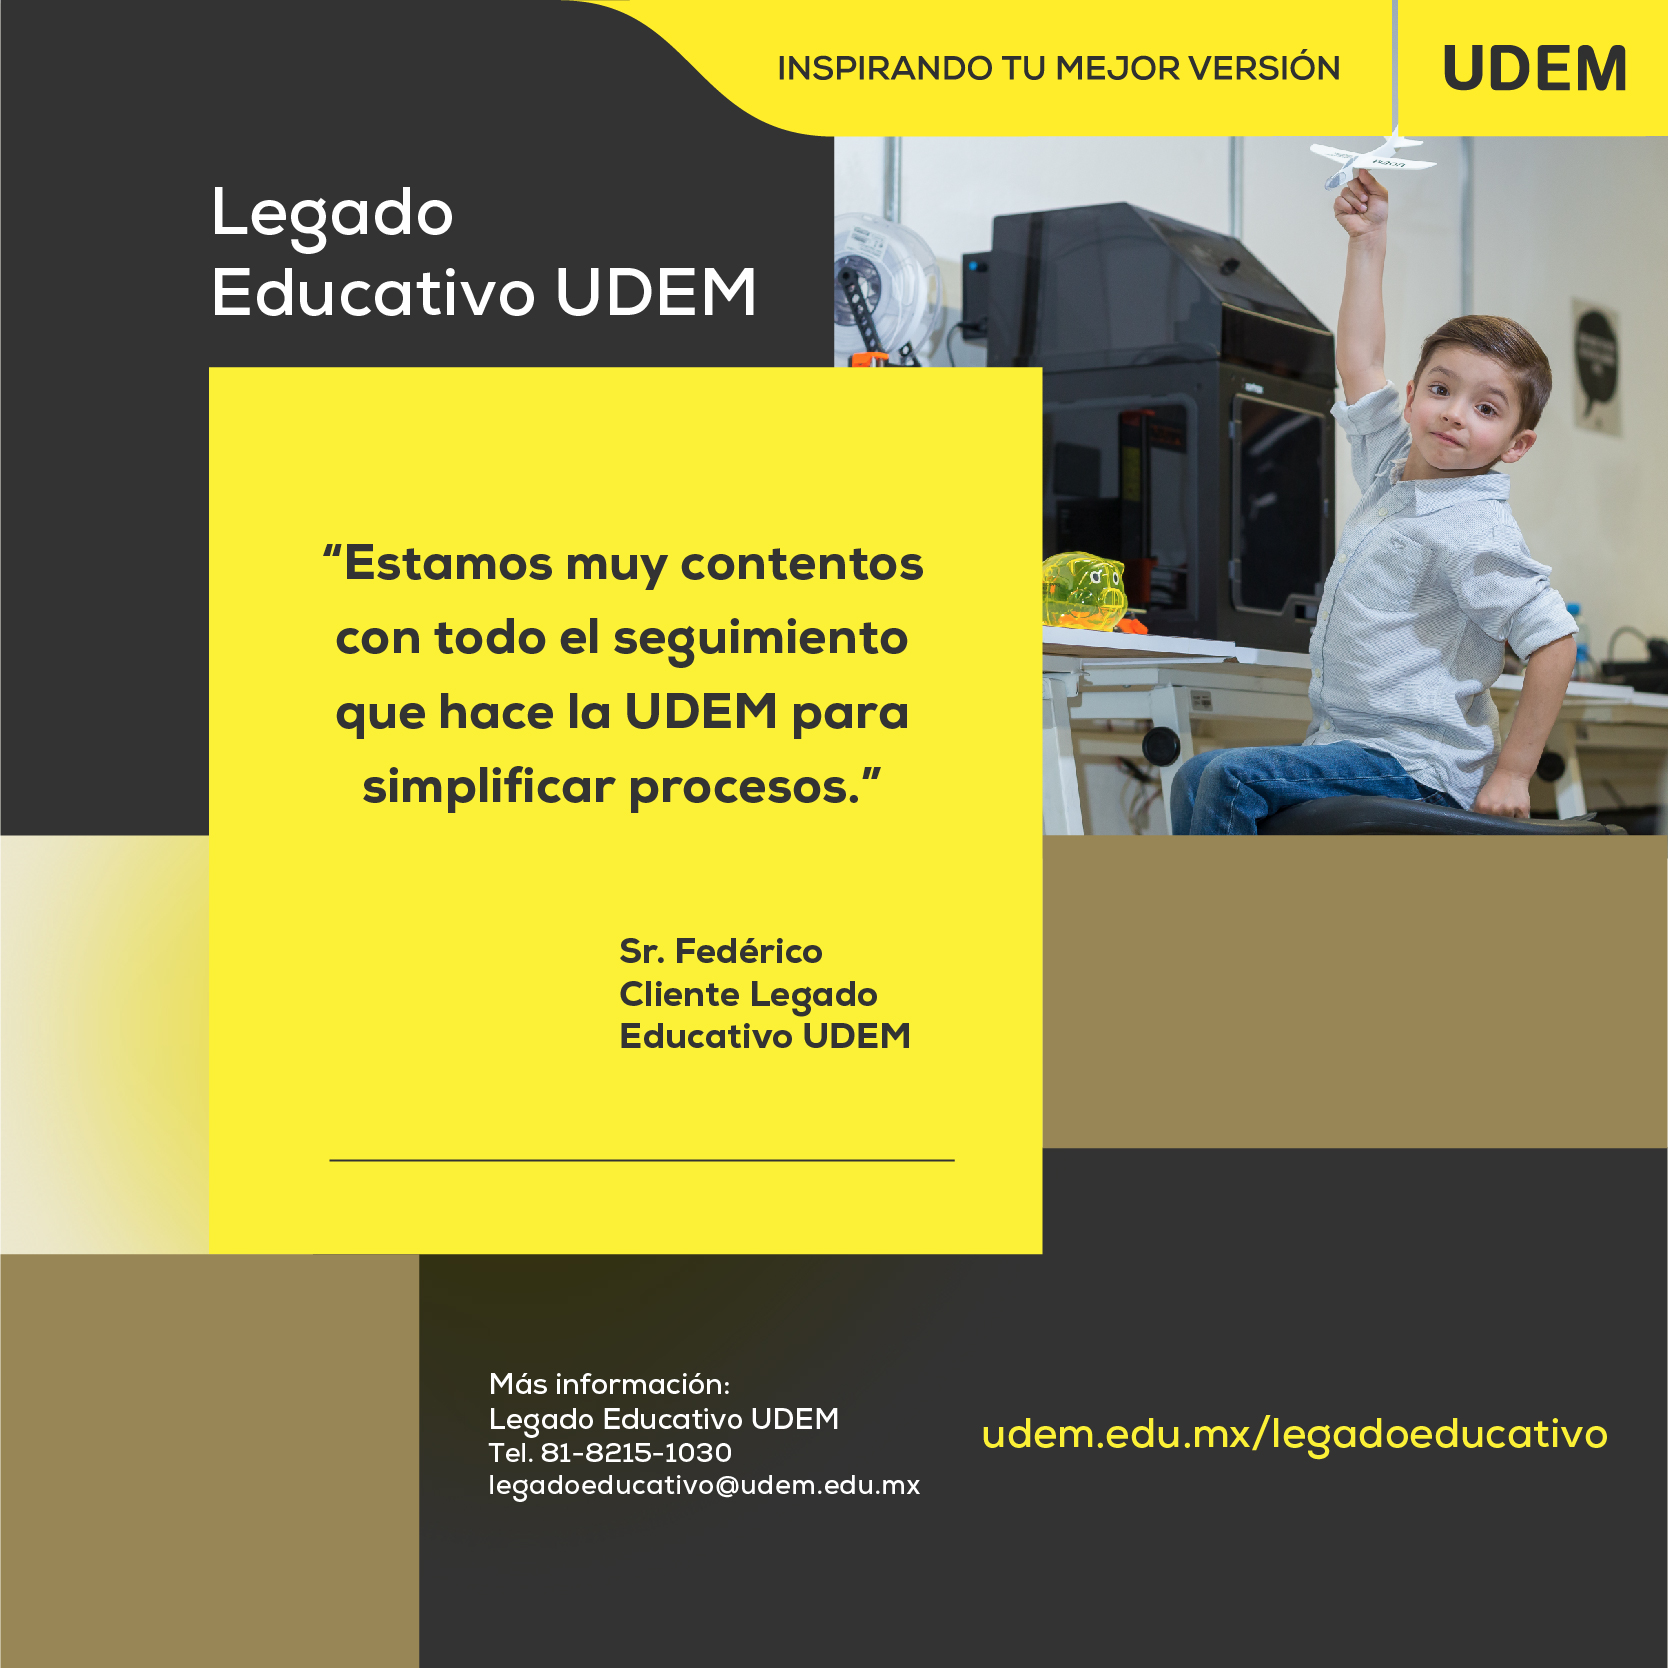 INSPIRANDO TU MEJOR VERSIÓN
UDEM
Legado
Educativo UDEM
“Estamos muy contentos
con todo el seguimiento
que hace la UDEM para
simplificar procesos.”
Sr. Fedérico
Cliente Legado
Educativo UDEM
Más información:
Legado Educativo UDEM
Tel. 81-8215-1030
legadoeducativo@udem.edu.mx
udem.edu.mx/legadoeducativo